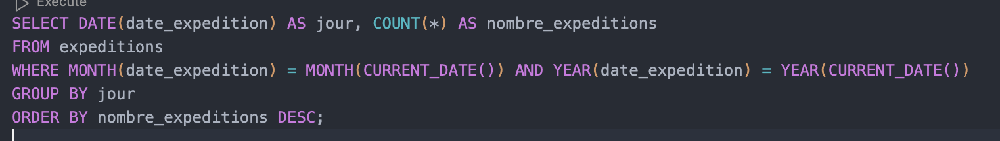 Execute
SELECT DATE(date_expedition) AS jour, COUNT(*) AS nombre_expeditions
FROM expeditions
WHERE MONTH(date_expedition) = MONTH(CURRENT_DATE()) AND YEAR(date_expedition) = YEAR(CURRENT_DATE())
GROUP BY jour
ORDER BY nombre_expeditions DESC;